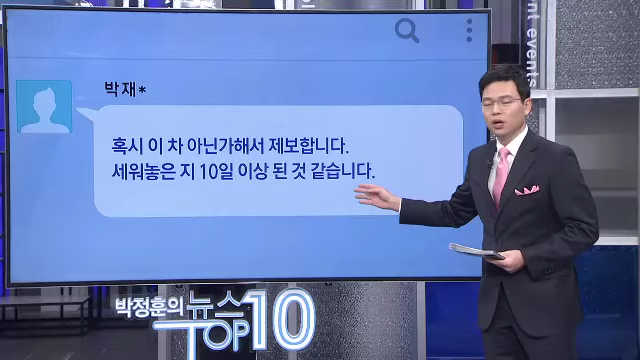 박재*
혹시 이 차 아닌가해서 제보합니다.
세워놓은 지 10일 이상 된 것 같습니다.
박정훈의 뉴스 TOP10
nt events